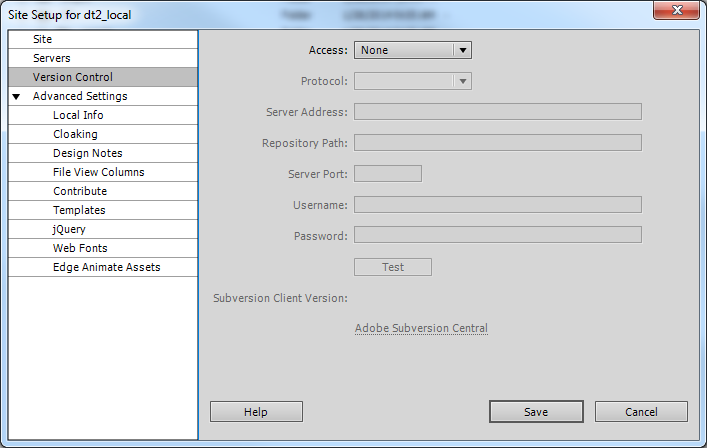 Site Setup for dt2_local
Site
Servers
Version Control
Advanced Settings
Local Info
Cloaking
Design Notes
File View Columns
Contribute
Templates
jQuery
Web Fonts
Edge Animate Assets
Access: None
Protocol:
Server Address:
Repository Path:
Server Port:
Username:
Password:
Test
Subversion Client Version:
Adobe Subversion Central
Help Save Cancel